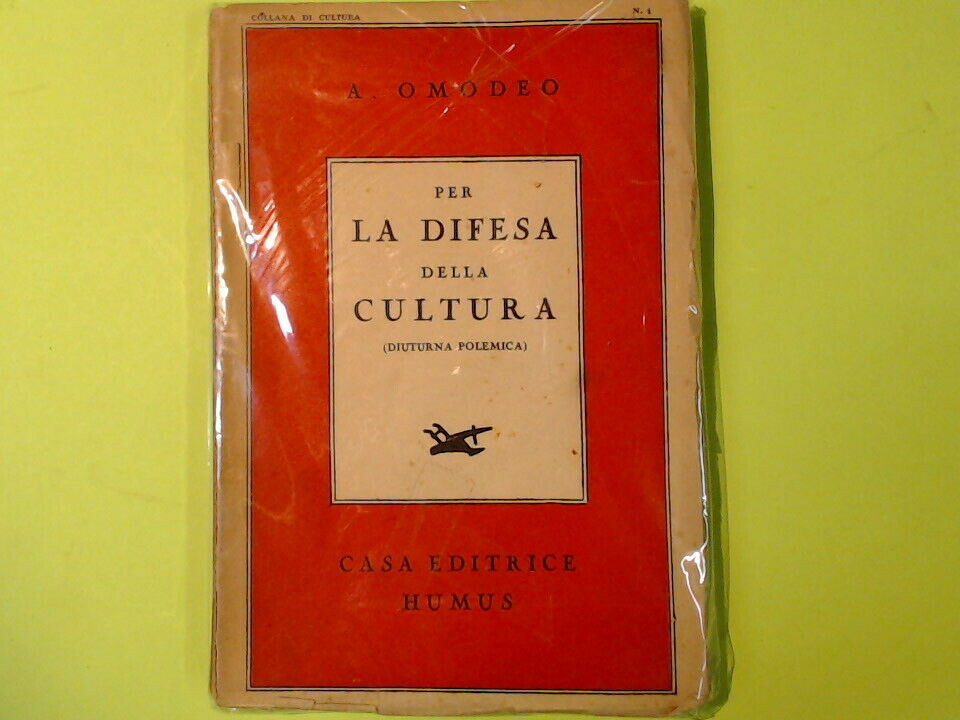 COLLANA DI CULTURA
N. 1
A. OMODEO
PER
LA DIFESA
DELLA
CULTURA
(DIUTURNA POLEMICA)
CASA EDITRICE
HUMUS